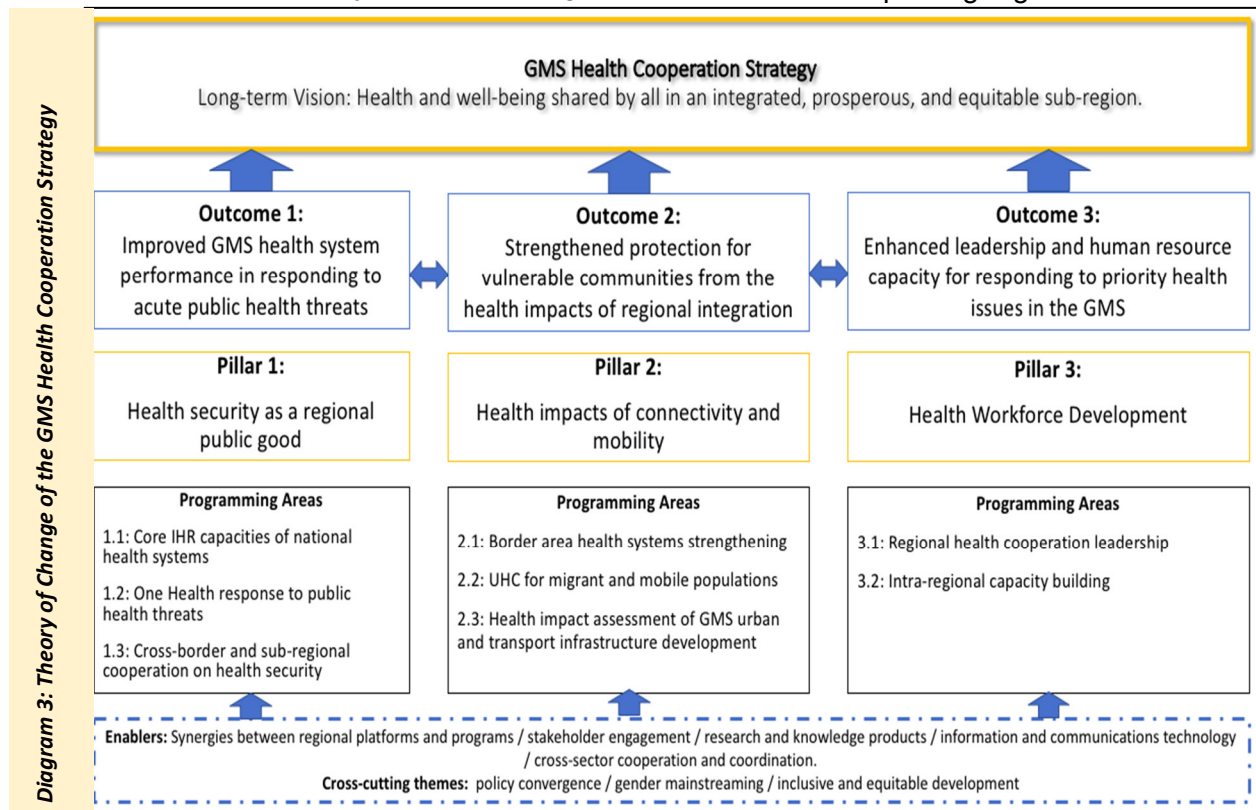 Diagram 3: Theory of Change of the GMS Health Cooperation Strategy
GMS Health Cooperation Strategy
Long-term Vision: Health and well-being shared by all in an integrated, prosperous, and equitable sub-region.
Outcome 1:
Improved GMS health system
performance in responding to
acute public health threats
Outcome 2:
Strengthened protection for
vulnerable communities from the
health impacts of regional integration
Outcome 3:
Enhanced leadership and human resource
capacity for responding to priority health
issues in the GMS
Pillar 1:
Health security as a regional
public good
Pillar 2:
Health impacts of connectivity and
mobility
Pillar 3:
Health Workforce Development
Programming Areas
1.1: Core IHR capacities of national
health systems
1.2: One Health response to public
health threats
1.3: Cross-border and sub-regional
cooperation on health security
Programming Areas
2.1: Border area health systems strengthening
2.2: UHC for migrant and mobile populations
2.3: Health impact assessment of GMS urban
and transport infrastructure development
Programming Areas
3.1: Regional health cooperation leadership
3.2: Intra-regional capacity building
Enablers: Synergies between regional platforms and programs / stakeholder engagement / research and knowledge products / information and communications technology
/ cross-sector cooperation and coordination.
Cross-cutting themes: policy convergence / gender mainstreaming / inclusive and equitable development